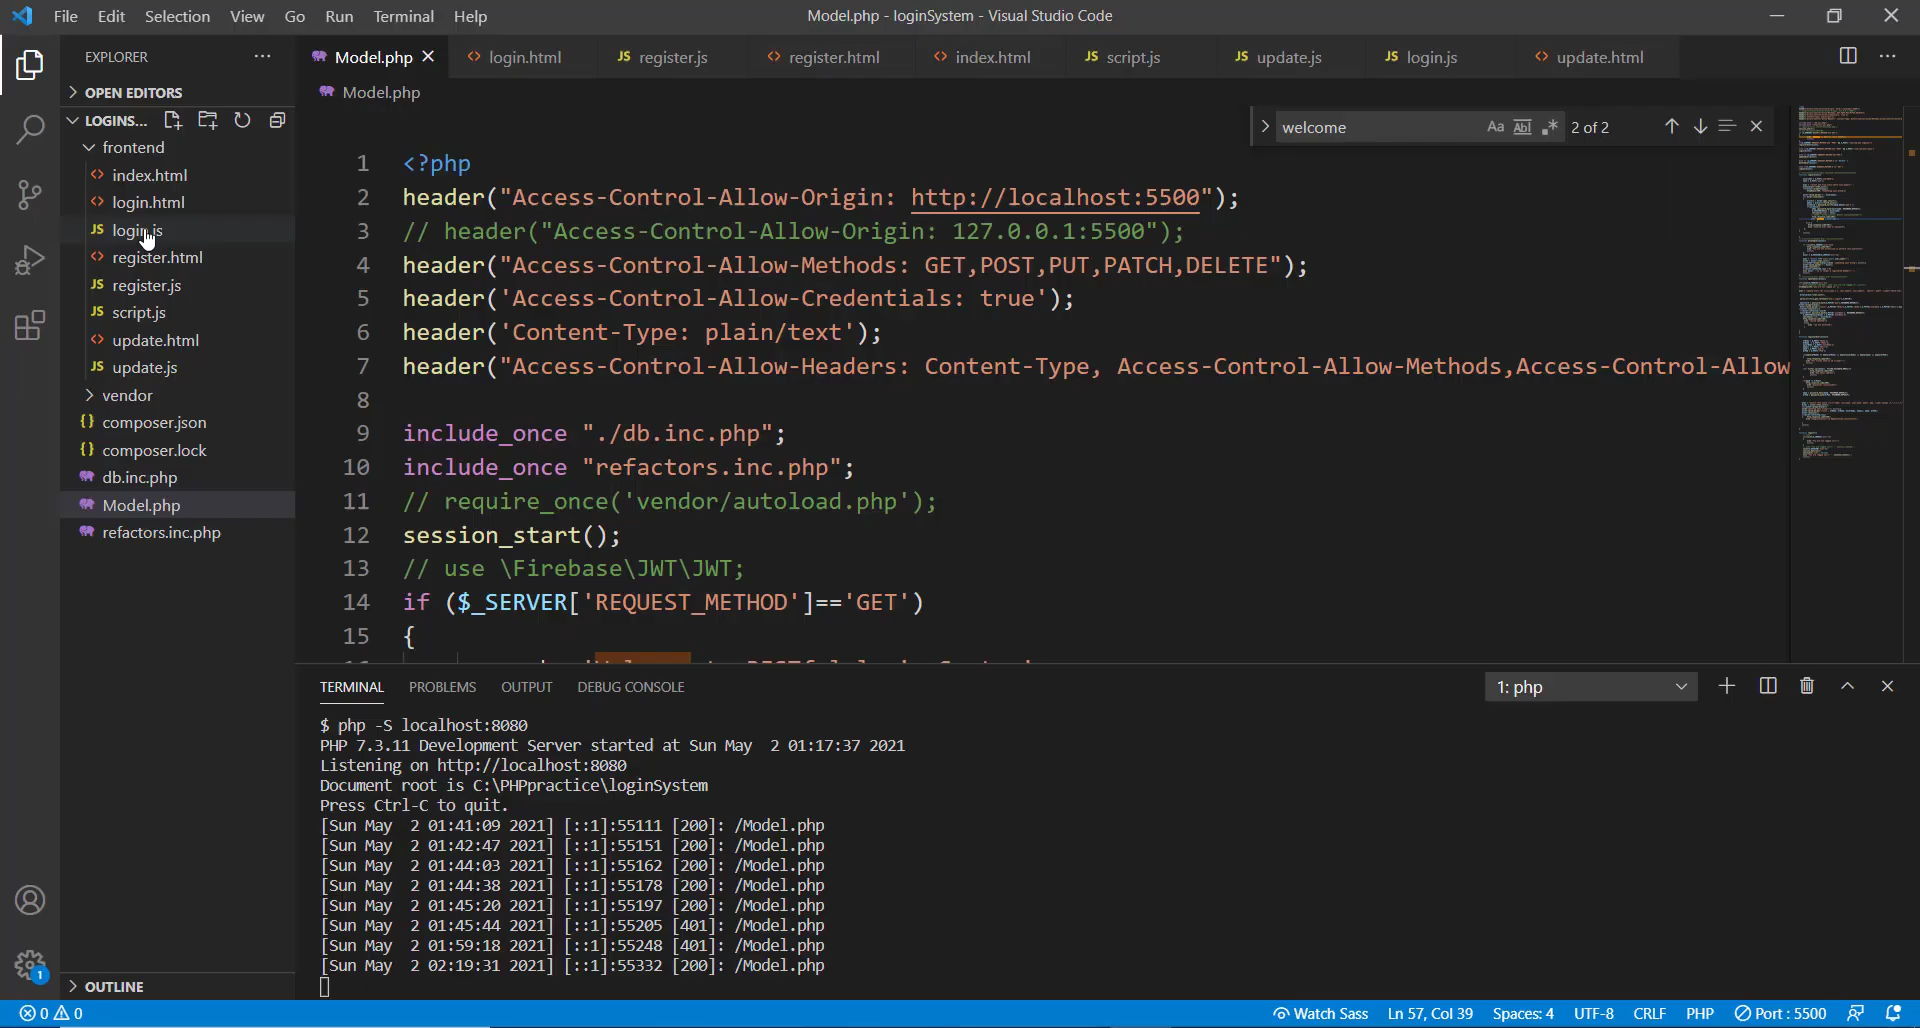 File Edit Selection View Go Run Terminal Help
Model.php - loginSystem - Visual Studio Code
EXPLORER
Model.php
login.html
register.js
register.html
index.html
script.js
update.js
login.js
update.html
OPEN EDITORS
LOGINS...
frontend
index.html
login.html
login.js
register.html
register.js
script.js
update.html
update.js
vendor
composer.json
composer.lock
db.inc.php
Model.php
refactors.inc.php
OUTLINE
Model.php
welcome
2 of 2
1 <?php
2 header("Access-Control-Allow-Origin: http://localhost:5500");
3 // header("Access-Control-Allow-Origin: 127.0.0.1:5500");
4 header("Access-Control-Allow-Methods: GET,POST,PUT,PATCH,DELETE");
5 header('Access-Control-Allow-Credentials: true');
6 header('Content-Type: plain/text');
7 header("Access-Control-Allow-Headers: Content-Type, Access-Control-Allow-Methods,Access-Control-Allow
8
9 include_once "./db.inc.php";
10 include_once "refactors.inc.php";
11 // require_once('vendor/autoload.php');
12 session_start();
13 // use \Firebase\JWT\JWT;
14 if ($_SERVER['REQUEST_METHOD']=='GET')
15 {
TERMINAL PROBLEMS OUTPUT DEBUG CONSOLE
1: php
$ php -S localhost:8080
PHP 7.3.11 Development Server started at Sun May  2 01:17:37 2021
Listening on http://localhost:8080
Document root is C:\PHPpractice\loginSystem
Press Ctrl-C to quit.
[Sun May  2 01:41:09 2021] [::1]:55111 [200]: /Model.php
[Sun May  2 01:42:47 2021] [::1]:55151 [200]: /Model.php
[Sun May  2 01:44:03 2021] [::1]:55162 [200]: /Model.php
[Sun May  2 01:44:38 2021] [::1]:55178 [200]: /Model.php
[Sun May  2 01:45:20 2021] [::1]:55197 [200]: /Model.php
[Sun May  2 01:45:44 2021] [::1]:55205 [401]: /Model.php
[Sun May  2 01:59:18 2021] [::1]:55248 [401]: /Model.php
[Sun May  2 02:19:31 2021] [::1]:55332 [200]: /Model.php
1
0 0
Watch Sass
Ln 57, Col 39
Spaces: 4
UTF-8
CRLF
PHP
Port : 5500